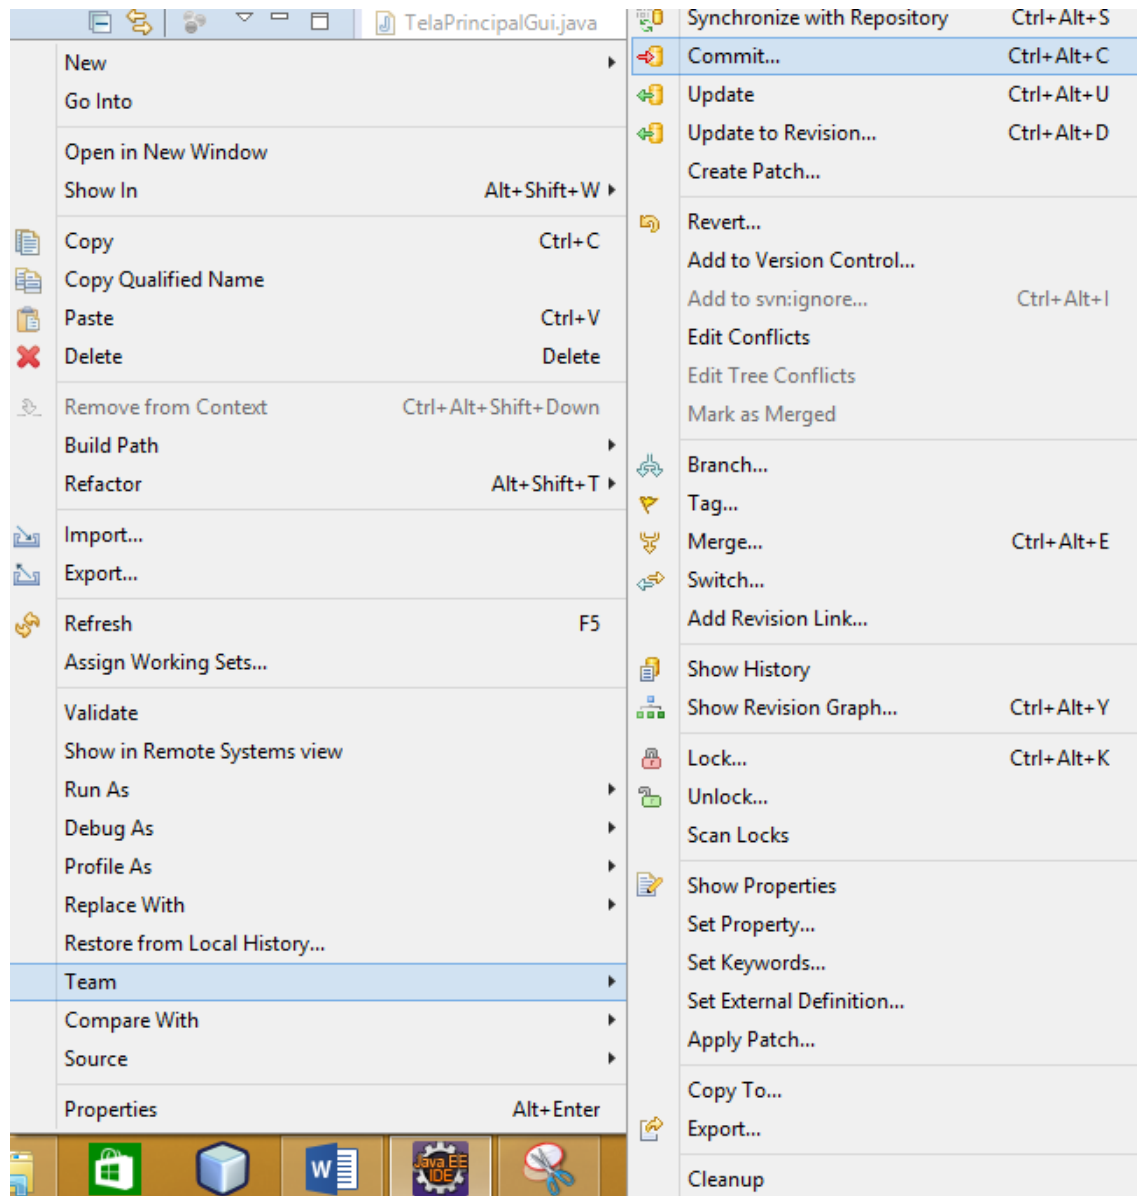 TelaPrincipalGui.java
New
Go Into
Open in New Window
Show In Alt+Shift+W
Copy Ctrl+C
Copy Qualified Name
Paste Ctrl+V
Delete Delete
Remove from Context Ctrl+Alt+Shift+Down
Build Path
Refactor Alt+Shift+T
Import...
Export...
Refresh F5
Assign Working Sets...
Validate
Show in Remote Systems view
Run As
Debug As
Profile As
Replace With
Restore from Local History...
Team
Compare With
Source
Properties Alt+Enter
Synchronize with Repository Ctrl+Alt+S
Commit... Ctrl+Alt+C
Update Ctrl+Alt+U
Update to Revision... Ctrl+Alt+D
Create Patch...
Revert...
Add to Version Control...
Add to svn:ignore... Ctrl+Alt+I
Edit Conflicts
Edit Tree Conflicts
Mark as Merged
Branch...
Tag...
Merge... Ctrl+Alt+E
Switch...
Add Revision Link...
Show History
Show Revision Graph... Ctrl+Alt+Y
Lock... Ctrl+Alt+K
Unlock...
Scan Locks
Show Properties
Set Property...
Set Keywords...
Set External Definition...
Apply Patch...
Copy To...
Export...
Cleanup
W
Java EE
IDE